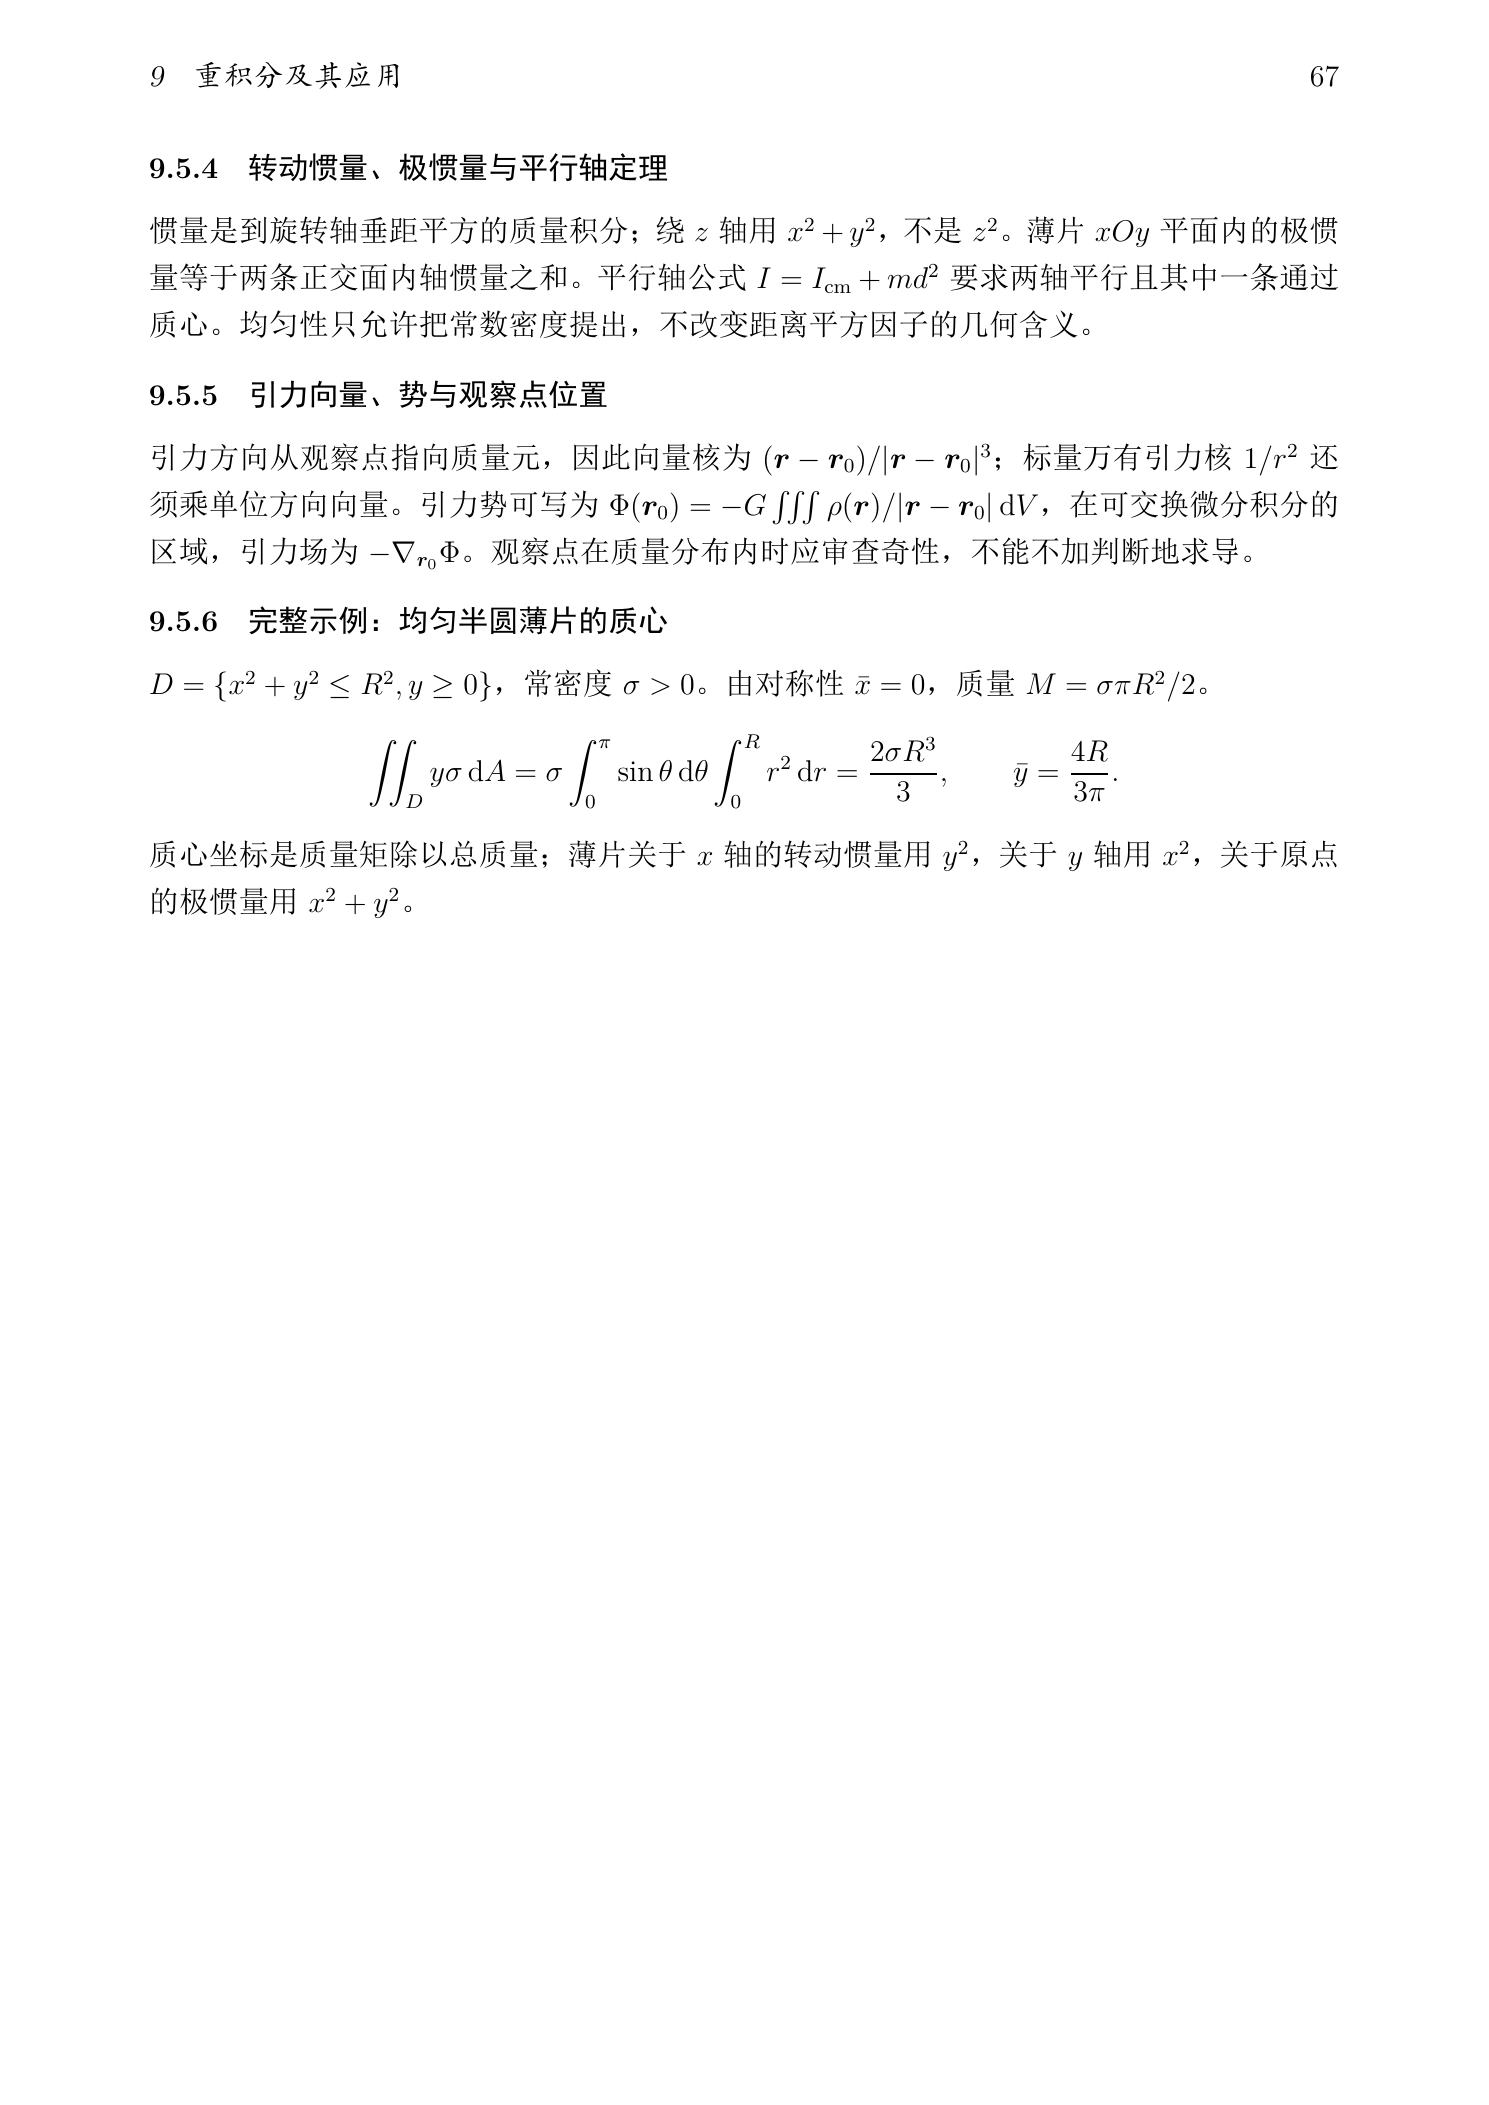 9 重积分及其应用 67
9.5.4 转动惯量、极惯量与平行轴定理
惯量是到旋转轴垂距平方的质量积分；绕 z 轴用 x² + y²，不是 z²。薄片 xOy 平面内的极惯
量等于两条正交面内轴惯量之和。平行轴公式 I = I_cm + md² 要求两轴平行且其中一条通过
质心。均匀性只允许把常数密度提出，不改变距离平方因子的几何含义。
9.5.5 引力向量、势与观察点位置
引力方向从观察点指向质量元，因此向量核为 (r − r₀)/|r − r₀|³；标量万有引力核 1/r² 还
须乘单位方向向量。引力势可写为 Φ(r₀) = −G∭ ρ(r)/|r − r₀| dV，在可交换微分积分的
区域，引力场为 −∇_{r₀}Φ。观察点在质量分布内时应审查奇性，不能不加判断地求导。
9.5.6 完整示例：均匀半圆薄片的质心
D = {x² + y² ≤ R², y ≥ 0}，常密度 σ > 0。由对称性 x̄ = 0，质量 M = σπR²/2。
∬_D yσ dA = σ ∫_0^π sin θ dθ ∫_0^R r² dr = 2σR³/3, ȳ = 4R/3π.
质心坐标是质量矩除以总质量；薄片关于 x 轴的转动惯量用 y²，关于 y 轴用 x²，关于原点
的极惯量用 x² + y²。